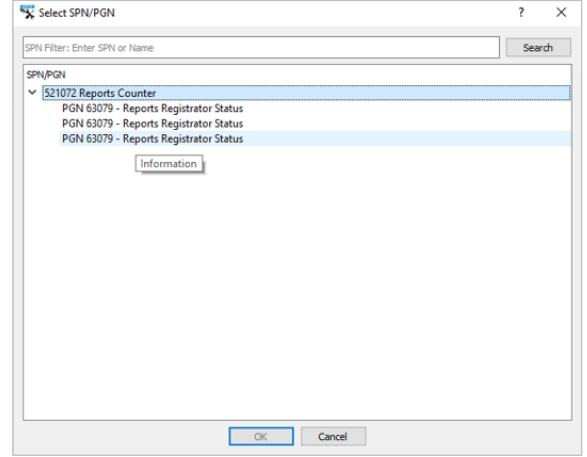 Select SPN/PGN
SPN Filter: Enter SPN or Name
Search
SPN/PGN
521072 Reports Counter
PGN 63079 - Reports Registrator Status
PGN 63079 - Reports Registrator Status
PGN 63079 - Reports Registrator Status
Information
OK
Cancel